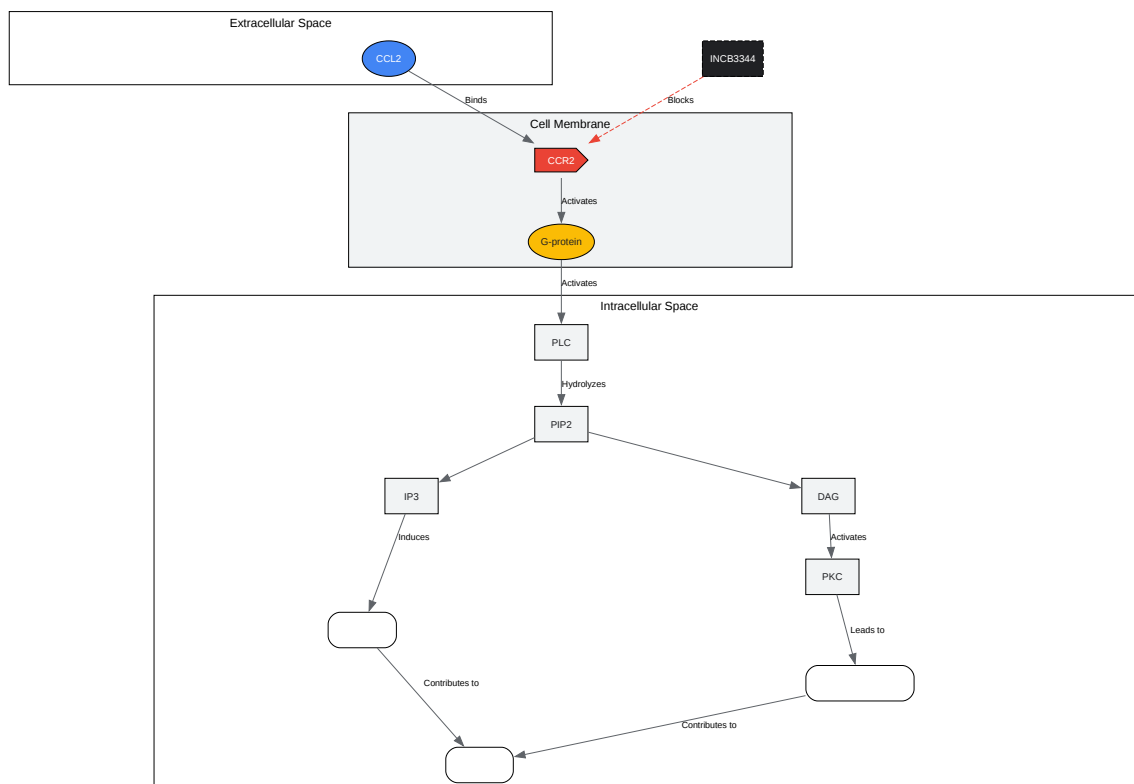 Extracellular Space
CCL2
INCB3344
Binds
Blocks
Cell Membrane
CCR2
Activates
G-protein
Activates
Intracellular Space
PLC
Hydrolyzes
PIP2
IP3
DAG
Induces
Activates
PKC
Leads to
Contributes to
Contributes to